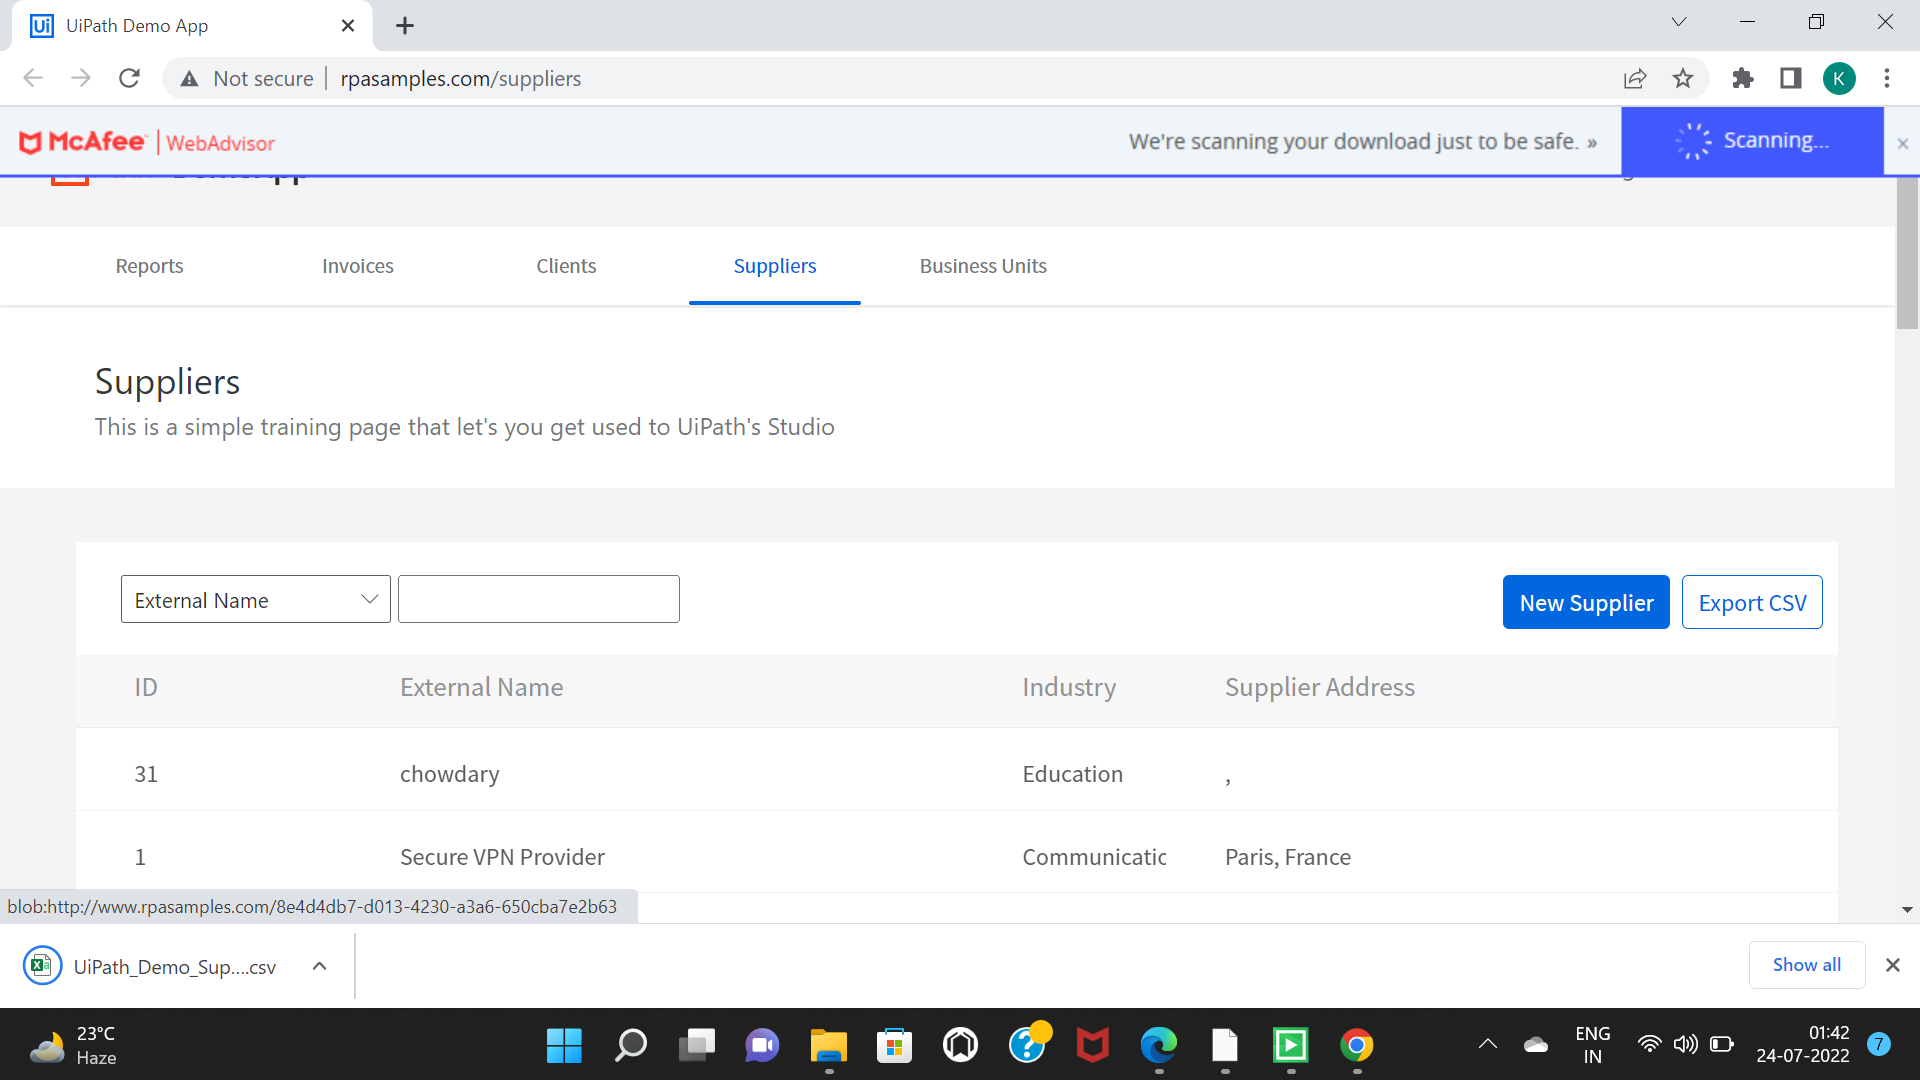 Ui UiPath Demo App
Not secure rpasamples.com/suppliers K
McAfee WebAdvisor We're scanning your download just to be safe. » Scanning... ×
Reports Invoices Clients Suppliers Business Units
Suppliers
This is a simple training page that let's you get used to UiPath's Studio
External Name New Supplier Export CSV
ID External Name Industry Supplier Address
31 chowdary Education ,
1 Secure VPN Provider Communicatic Paris, France
blob:http://www.rpasamples.com/8e4d4db7-d013-4230-a3a6-650cba7e2b63
UiPath_Demo_Sup....csv Show all
23°C
Haze
ENG
IN
01:42
24-07-2022
7